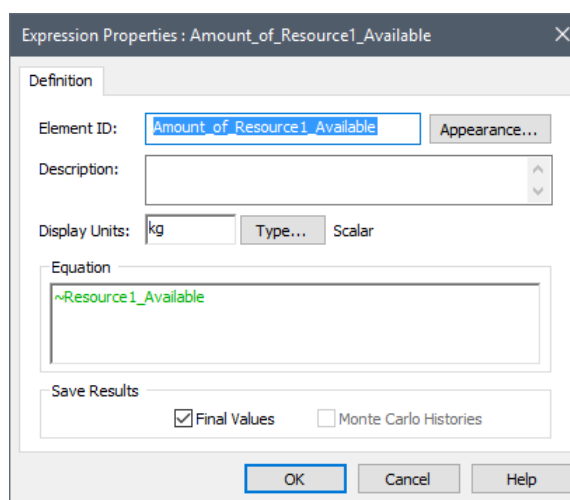 Expression Properties : Amount_of_Resource1_Available
Definition
Element ID: Amount_of_Resource1_Available Appearance...
Description:
Display Units: kg Type... Scalar
Equation
~Resource1_Available
Save Results
Final Values Monte Carlo Histories
OK Cancel Help